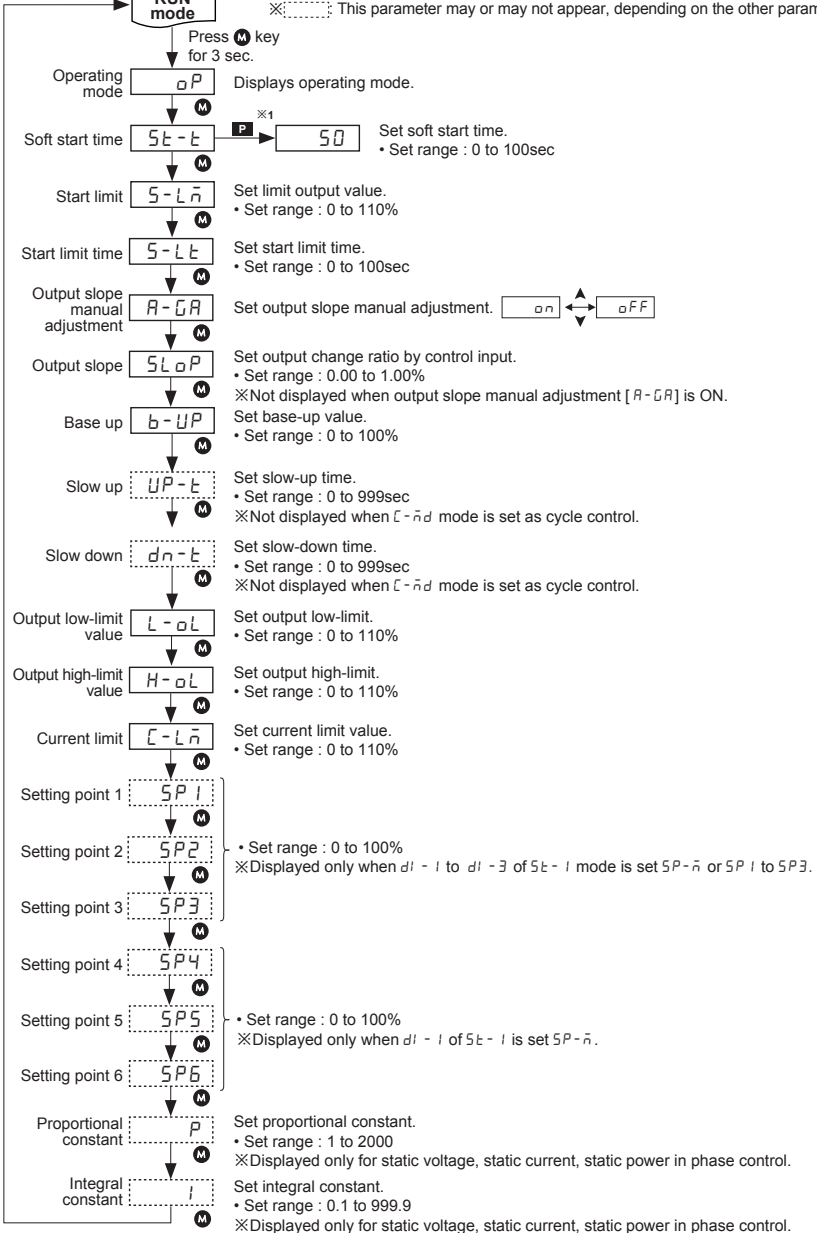 RUN
mode
※ : This parameter may or may not appear, depending on the other param
Press M key
for 3 sec.
Operating
mode
oP
Displays operating mode.
M
Soft start time
St-t
P
※1
50
Set soft start time.
• Set range : 0 to 100sec
M
Start limit
S-Lm
Set limit output value.
• Set range : 0 to 110%
M
Start limit time
S-Lt
Set start limit time.
• Set range : 0 to 100sec
M
Output slope
manual
adjustment
A-GA
Set output slope manual adjustment.
on
oFF
M
Output slope
SLoP
Set output change ratio by control input.
• Set range : 0.00 to 1.00%
※Not displayed when output slope manual adjustment [ A-GA] is ON.
M
Base up
b-UP
Set base-up value.
• Set range : 0 to 100%
M
Slow up
UP-t
Set slow-up time.
• Set range : 0 to 999sec
※Not displayed when C-md mode is set as cycle control.
M
Slow down
dn-t
Set slow-down time.
• Set range : 0 to 999sec
※Not displayed when C-md mode is set as cycle control.
M
Output low-limit
value
L-oL
Set output low-limit.
• Set range : 0 to 110%
M
Output high-limit
value
H-oL
Set output high-limit.
• Set range : 0 to 110%
M
Current limit
C-Lm
Set current limit value.
• Set range : 0 to 110%
M
Setting point 1
SP1
M
Setting point 2
SP2
• Set range : 0 to 100%
※Displayed only when dI-1 to dI-3 of St-1 mode is set SP-m or SP1 to SP3.
M
Setting point 3
SP3
M
Setting point 4
SP4
M
Setting point 5
SP5
• Set range : 0 to 100%
※Displayed only when dI-1 of St-1 is set SP-m.
M
Setting point 6
SP6
M
Proportional
constant
P
Set proportional constant.
• Set range : 1 to 2000
※Displayed only for static voltage, static current, static power in phase control.
M
Integral
constant
I
Set integral constant.
• Set range : 0.1 to 999.9
※Displayed only for static voltage, static current, static power in phase control.
M